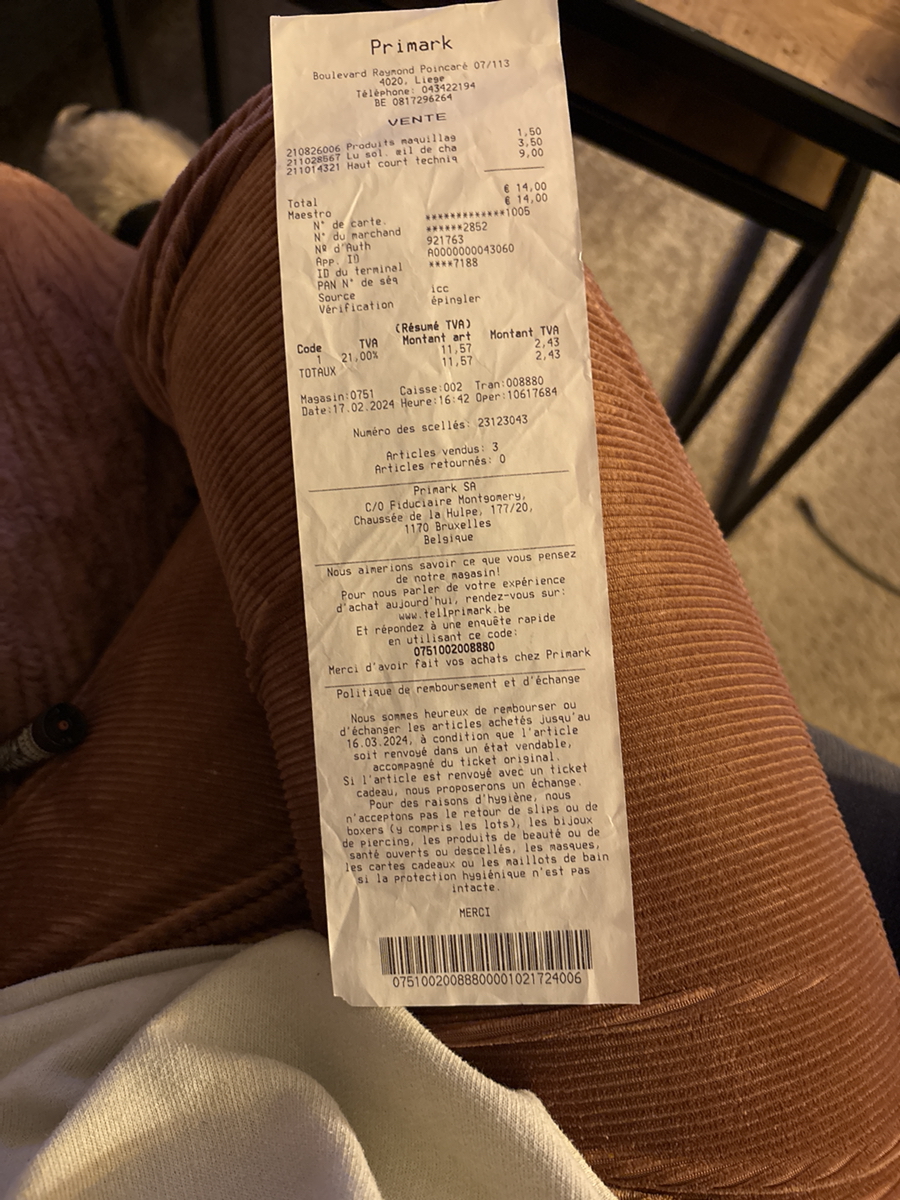 Primark
Boulevard Raymond Poincaré 07/113
4020, Liege
Téléphone: 043422194
BE 0817296264
VENTE
210826006 Produits maquillag 1,50
211028567 Lu sol. œil de cha 3,50
211014321 Haut court techniq 9,00
Total € 14,00
Maestro € 14,00
N° de carte. *************1005
N° du marchand ******2852
Nº d'Auth 921763
App. ID A0000000043060
ID du terminal ****7188
PAN N° de séq
Source icc
Vérification épingler
(Résumé TVA)
Code TVA Montant art Montant TVA
1 21,00% 11,57 2,43
TOTAUX 11,57 2,43
Magasin:0751 Caisse:002 Tran:008880
Date:17.02.2024 Heure:16:42 Oper:10617684
Numéro des scellés: 23123043
Articles vendus: 3
Articles retournés: 0
Primark SA
C/O Fiduciaire Montgomery,
Chaussée de la Hulpe, 177/20,
1170 Bruxelles
Belgique
Nous aimerions savoir ce que vous pensez
de notre magasin!
Pour nous parler de votre expérience
d'achat aujourd'hui, rendez-vous sur:
www.tellprimark.be
Et répondez à une enquête rapide
en utilisant ce code:
0751002008880
Merci d'avoir fait vos achats chez Primark
Politique de remboursement et d'échange
Nous sommes heureux de rembourser ou
d'échanger les articles achetés jusqu'au
16.03.2024, à condition que l'article
soit renvoyé dans un état vendable,
accompagné du ticket original.
Si l'article est renvoyé avec un ticket
cadeau, nous proposerons un échange.
Pour des raisons d'hygiène, nous
n'acceptons pas le retour de slips ou de
boxers (y compris les lots), les bijoux
de piercing, les produits de beauté ou de
santé ouverts ou descellés, les masques,
les cartes cadeaux ou les maillots de bain
si la protection hygiénique n'est pas
intacte.
MERCI
07510020088800001021724006